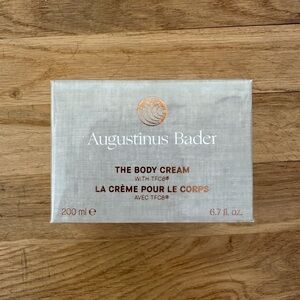 Augustinus Bader
THE BODY CREAM
WITH TFC8®
LA CRÈME POUR LE CORPS
AVEC TFC8®
200 ml ℮ 6.7 fl. oz.